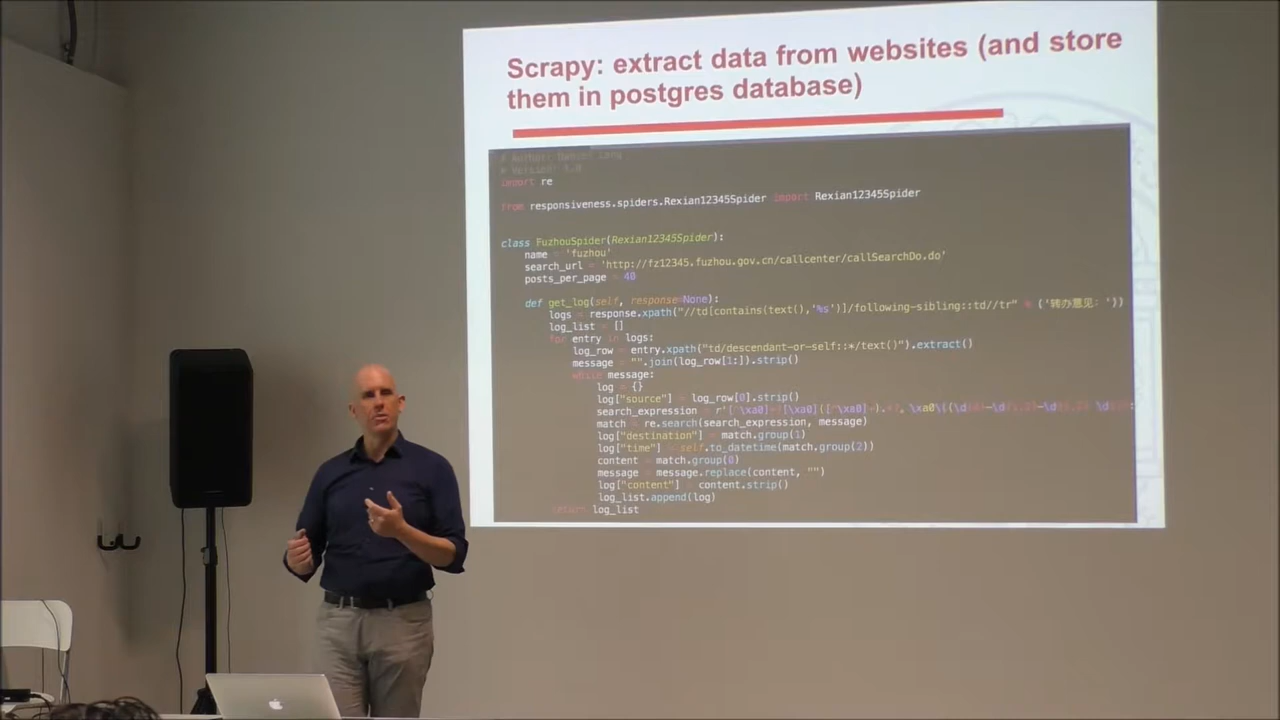 Scrapy: extract data from websites (and store
them in postgres database)
# Author:
# Version:
import re
from responsiveness.spiders.Rexian12345Spider import Rexian12345Spider
class FuzhouSpider(Rexian12345Spider):
name = 'fuzhou'
search_url = 'http://fz12345.fuzhou.gov.cn/callcenter/callSearchDo.do'
posts_per_page = 40
def get_log(self, response=None):
logs = response.xpath("//td[contains(text(),'%s')]/following-sibling::td//tr" % ('转办意见：'))
log_list = []
for entry in logs:
log_row = entry.xpath("td/descendant-or-self::*/text()").extract()
message = "".join(log_row[1:]).strip()
while message:
log = {}
log["source"] = log_row[0].strip()
search_expression =
match = re.search(search_expression, message)
log["destination"] = match.group(1)
log["time"] = self.to_datetime(match.group(2))
content = match.group(0)
message = message.replace(content, "")
log["content"] = content.strip()
log_list.append(log)
return log_list